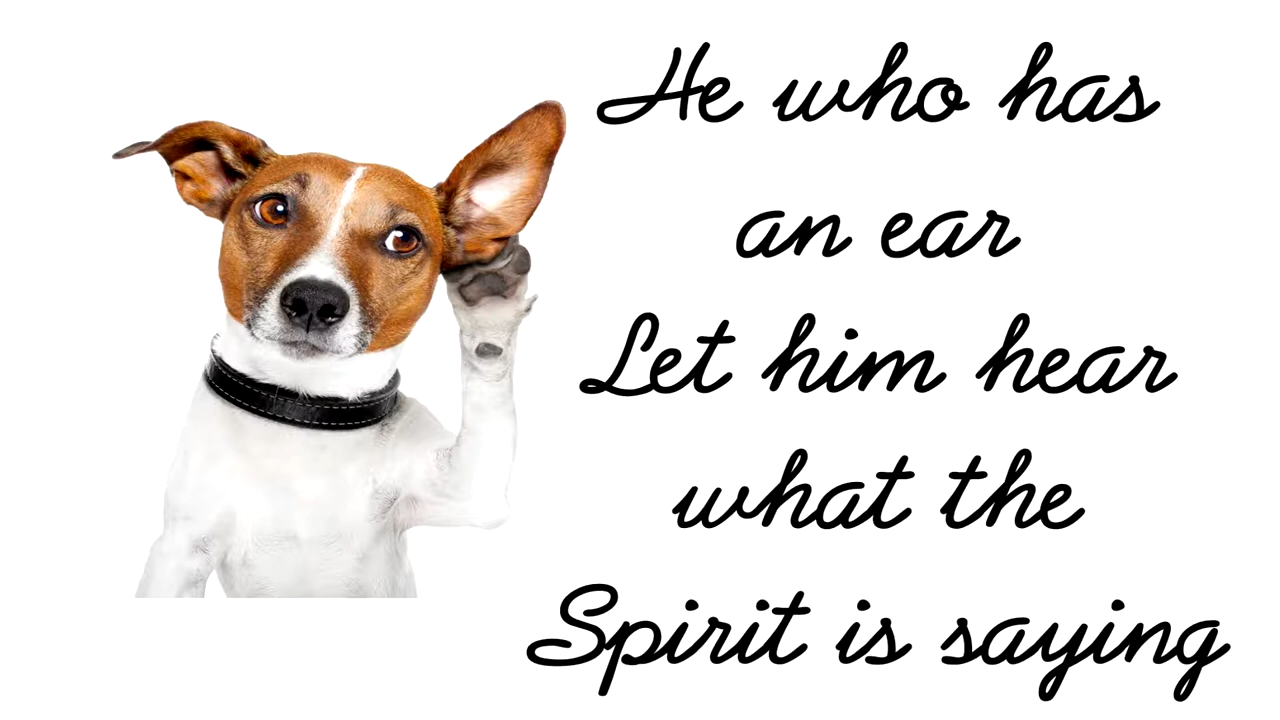 He who has
an ear
Let him hear
what the
Spirit is saying